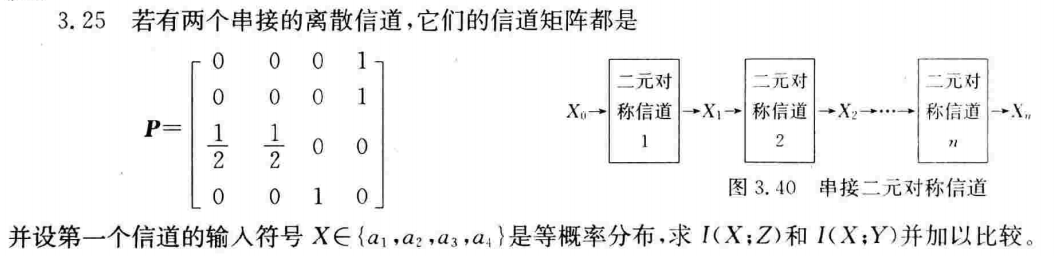 3.25 若有两个串接的离散信道,它们的信道矩阵都是
P=
0 0 0 1
0 0 0 1
1/2 1/2 0 0
0 0 1 0
X₀→ 二元对称信道 1 →X₁→ 二元对称信道 2 →X₂→⋯→ 二元对称信道 n →Xₙ
图 3.40 串接二元对称信道
并设第一个信道的输入符号 X∈{a₁,a₂,a₃,a₄}是等概率分布,求 I(X;Z)和 I(X;Y)并加以比较。